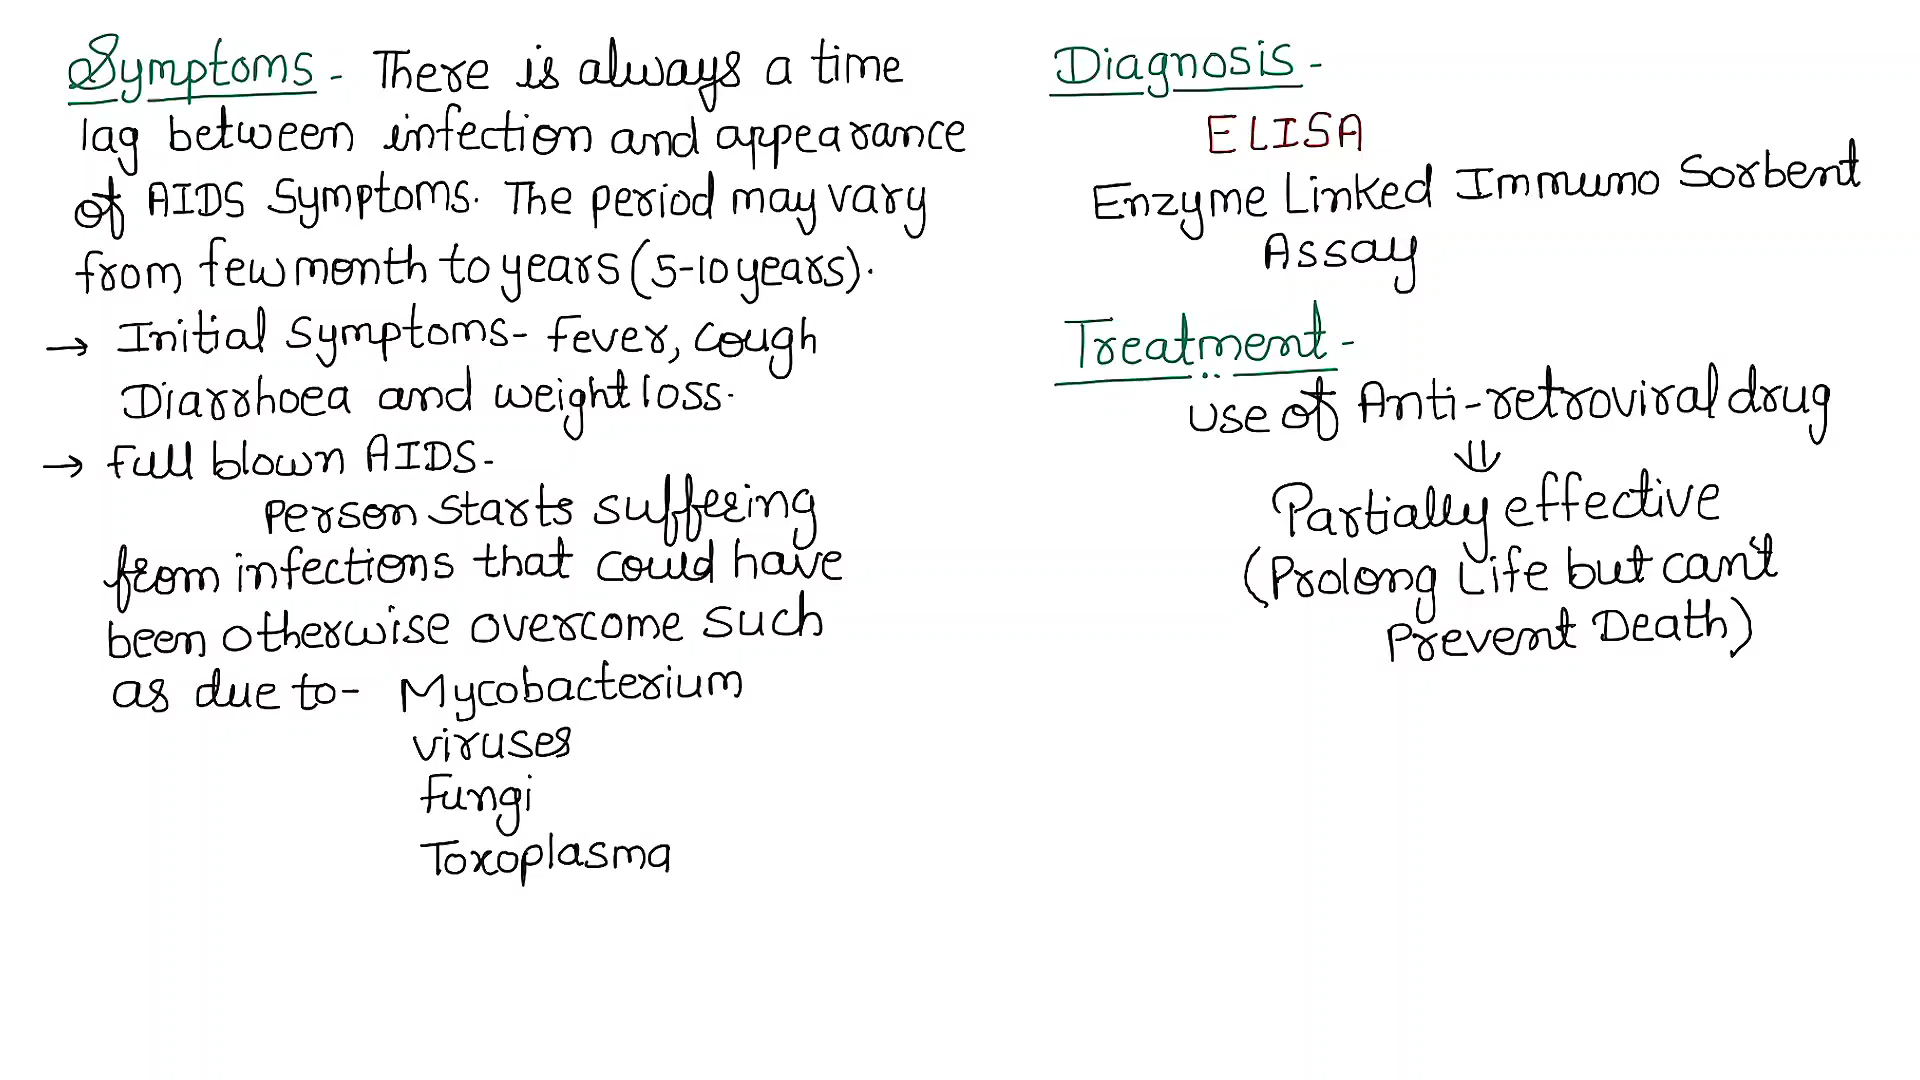 Symptoms - There is always a time
lag between infection and appearance
of AIDS Symptoms. The period may vary
from few month to years (5-10 years).
→ Initial Symptoms - Fever, Cough
Diarrhoea and weight loss.
→ Full blown AIDS -
Person Starts suffering
from infections that could have
been otherwise overcome such
as due to - Mycobacterium
viruses
Fungi
Toxoplasma
Diagnosis -
ELISA
Enzyme Linked Immuno Sorbent
Assay
Treatment -
use of Anti-retroviral drug
⇓
Partially effective
(Prolong Life but can't
Prevent Death)